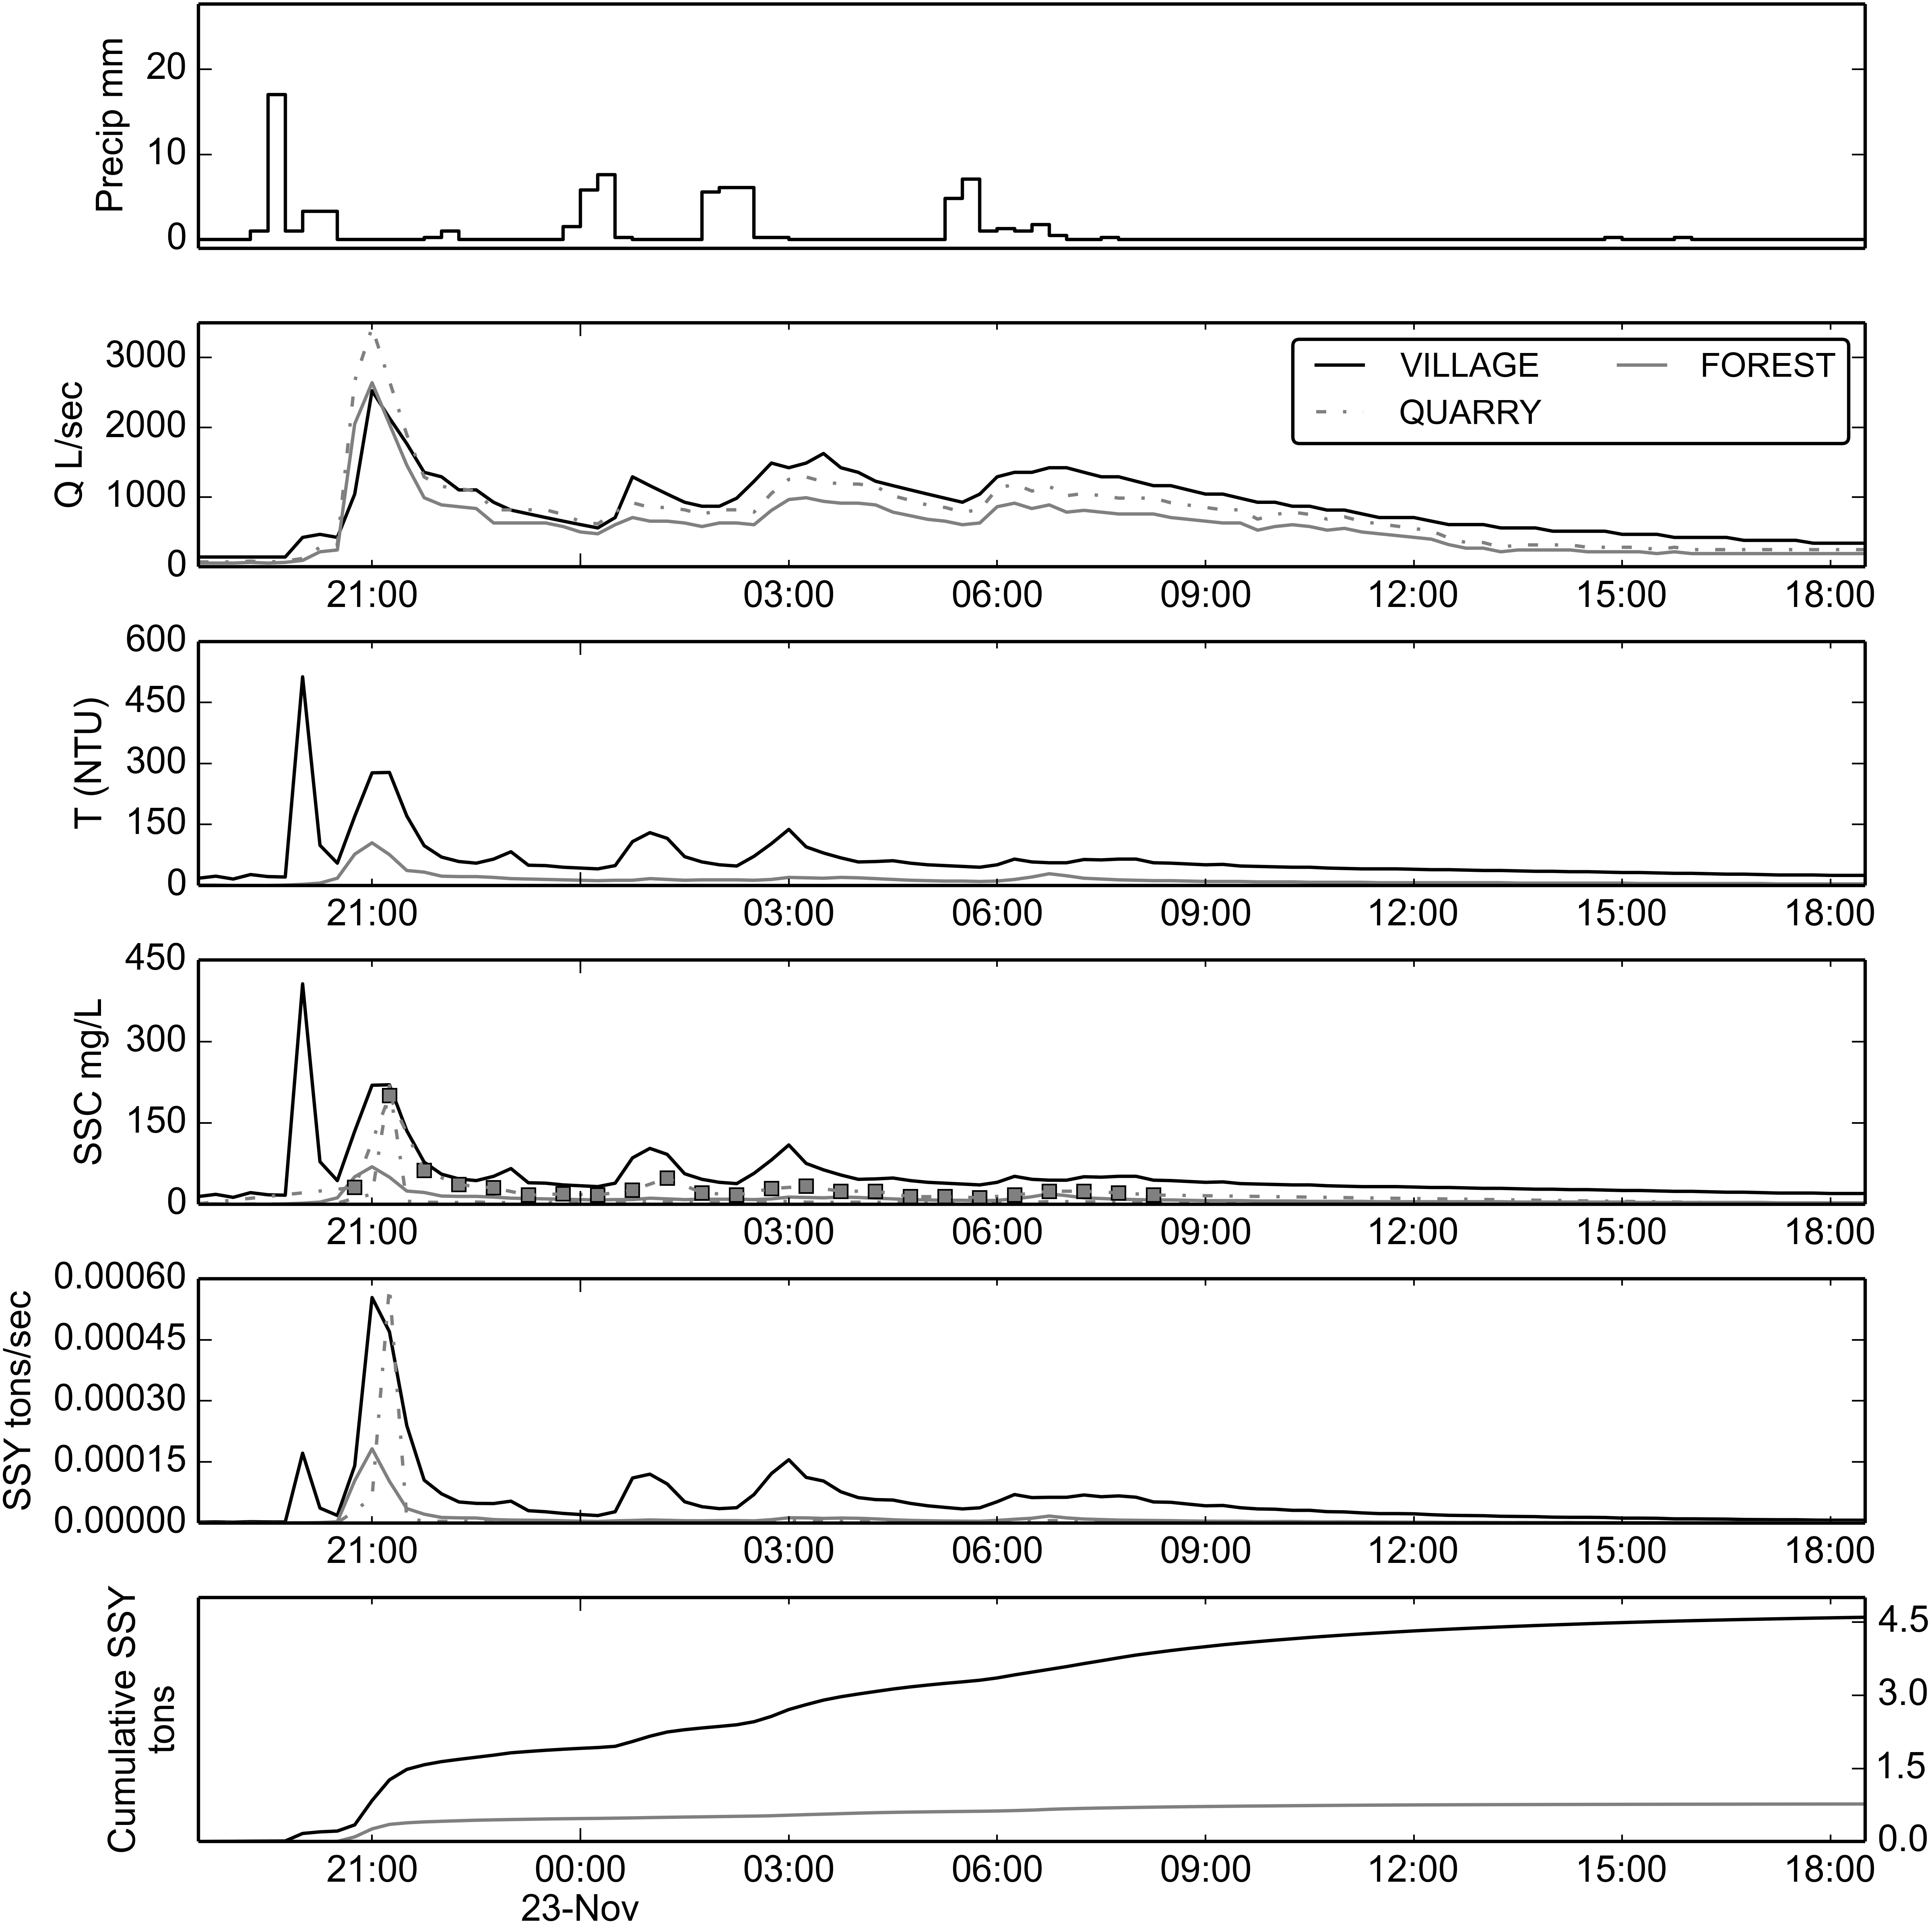 Precip mm
20
10
0
Q L/sec
3000
2000
1000
0
VILLAGE
FOREST
QUARRY
21:00 03:00 06:00 09:00 12:00 15:00 18:00
T (NTU)
600
450
300
150
0
21:00 03:00 06:00 09:00 12:00 15:00 18:00
SSC mg/L
450
300
150
0
21:00 03:00 06:00 09:00 12:00 15:00 18:00
SSY tons/sec
0.00060
0.00045
0.00030
0.00015
0.00000
21:00 03:00 06:00 09:00 12:00 15:00 18:00
Cumulative SSY
tons
4.5
3.0
1.5
0.0
21:00 00:00 03:00 06:00 09:00 12:00 15:00 18:00
23-Nov